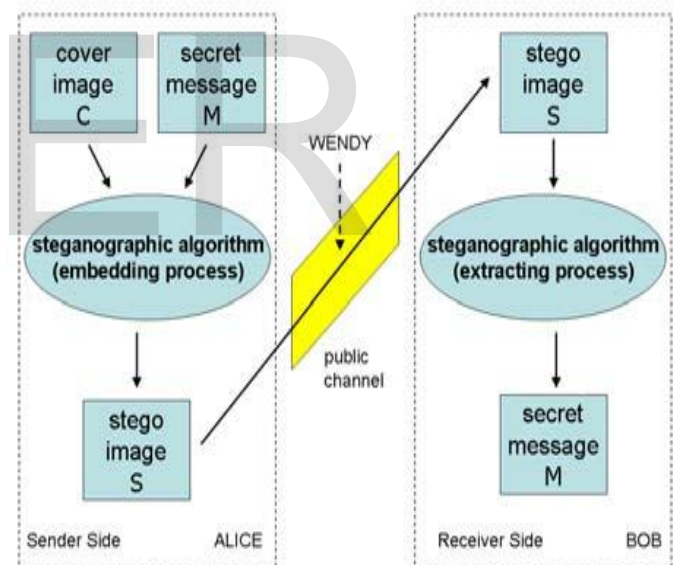 cover
image
C
secret
message
M
steganographic algorithm
(embedding process)
stego
image
S
Sender Side
ALICE
WENDY
public
channel
stego
image
S
steganographic algorithm
(extracting process)
secret
message
M
Receiver Side
BOB
ER